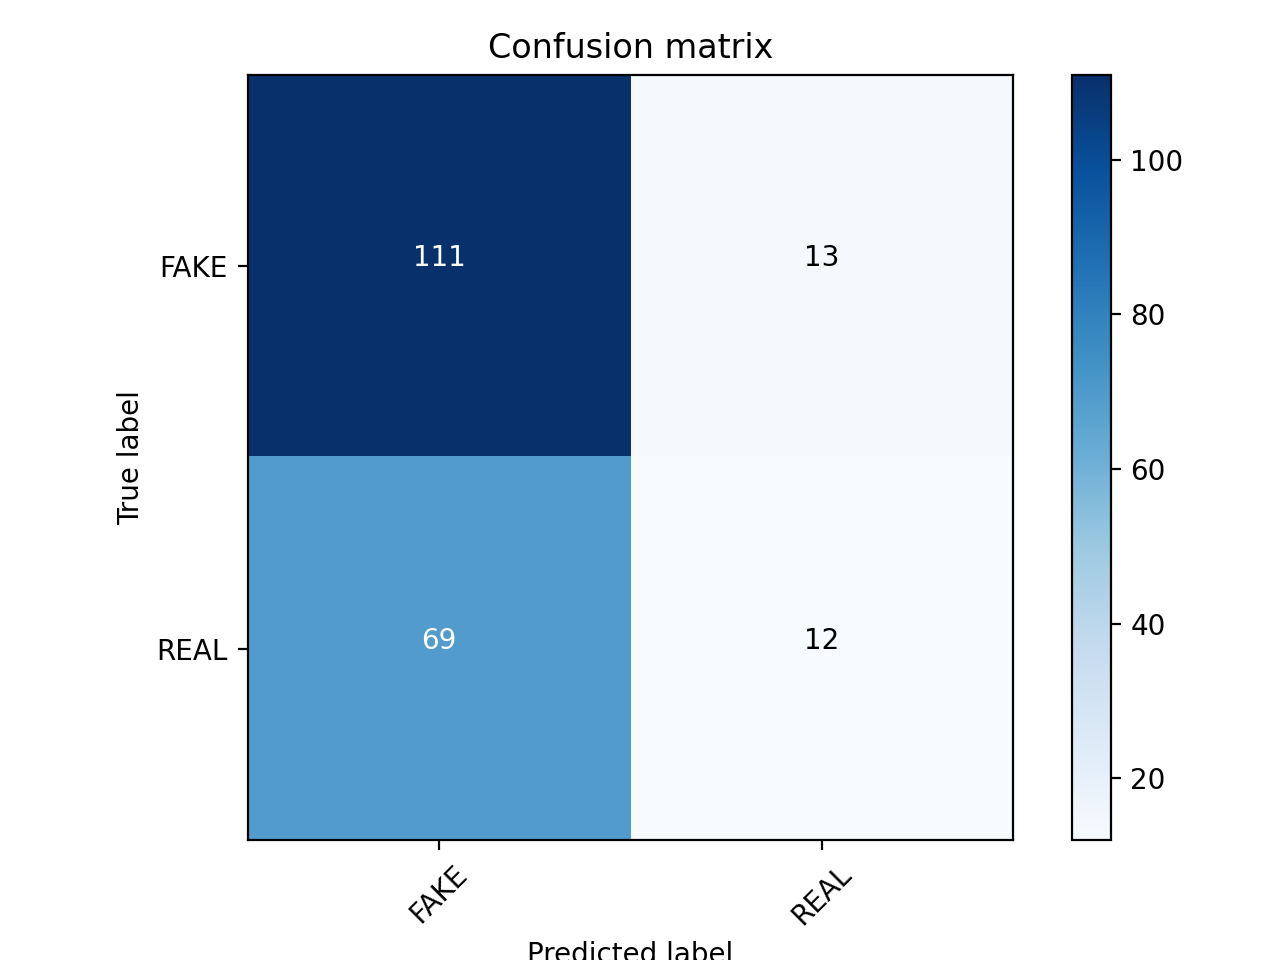 Confusion matrix
FAKE
111
13
100
80
True label
60
REAL
69
12
40
20
FAKE
REAL
Predicted label